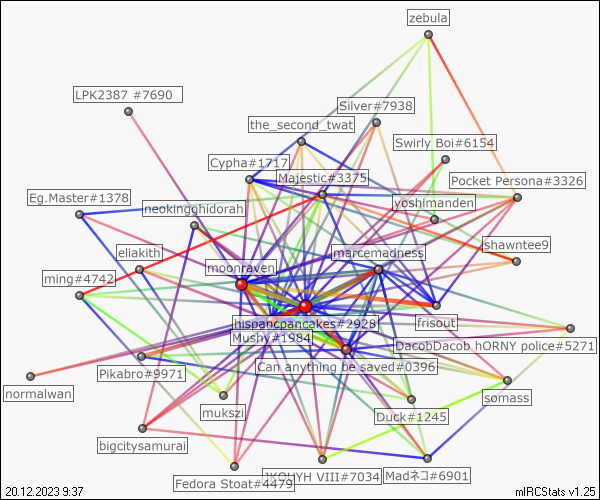 zebula
LPK2387 #7690
Silver#7938
the_second_twat
Swirly Boi#6154
Cypha#1717
Majestic#3375
Pocket Persona#3326
Eg.Master#1378
neokingghidorah
yoshimanden
eliakith
marcemadness
shawntee9
moonraven
ming#4742
hispancpancakes#2928
frisout
Mushy#1984
DacobDacob hORNY police#5271
Can anything be saved#0396
Pikabro#9971
normalwan
somass
mukszi
Duck#1245
bigcitysamurai
JKOHYH VIII#7034
Madネコ#6901
Fedora Stoat#4479
20.12.2023 9:37
mIRCStats v1.25